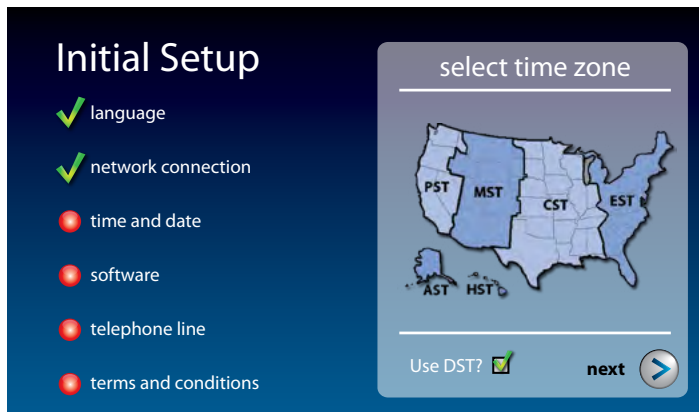 Initial Setup
language
network connection
time and date
software
telephone line
terms and conditions
select time zone
PST
MST
CST
EST
AST
HST
Use DST?
next